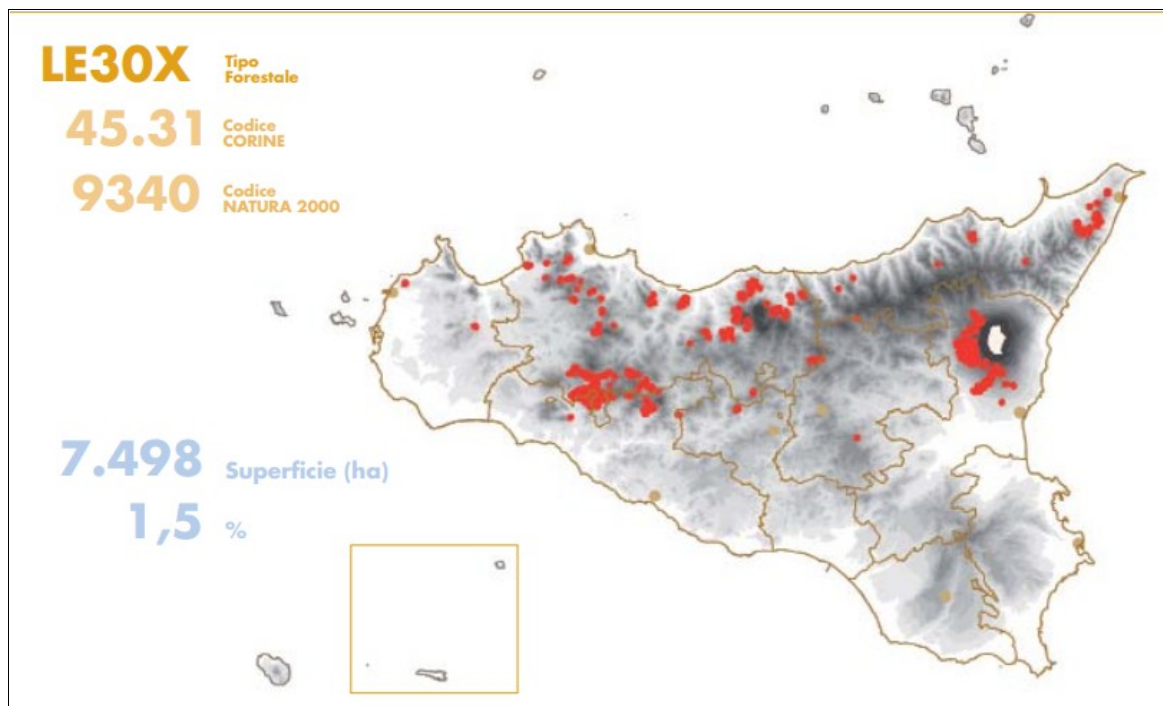 LE30X Tipo
Forestale
45.31 Codice
CORINE
9340 Codice
NATURA 2000
7.498 Superficie (ha)
1,5 %